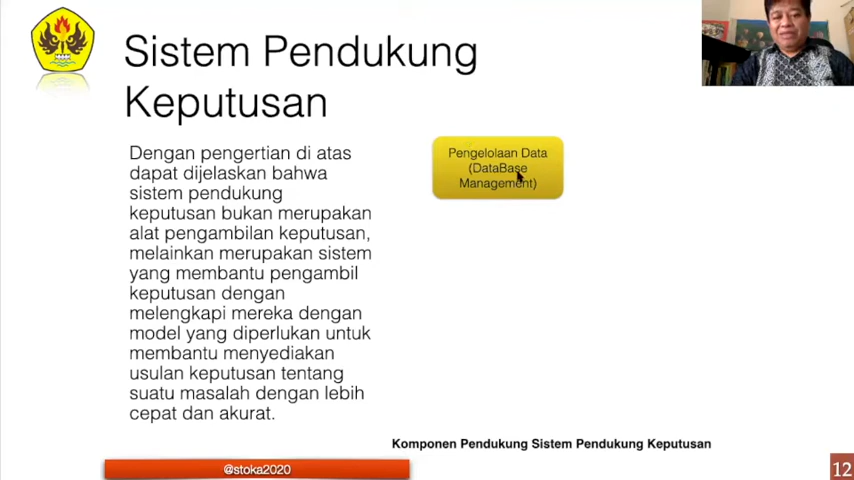 Sistem Pendukung
Keputusan
Dengan pengertian di atas
dapat dijelaskan bahwa
sistem pendukung
keputusan bukan merupakan
alat pengambilan keputusan,
melainkan merupakan sistem
yang membantu pengambil
keputusan dengan
melengkapi mereka dengan
model yang diperlukan untuk
membantu menyediakan
usulan keputusan tentang
suatu masalah dengan lebih
cepat dan akurat.
Pengelolaan Data
(DataBase
Management)
Komponen Pendukung Sistem Pendukung Keputusan
@stoka2020
12